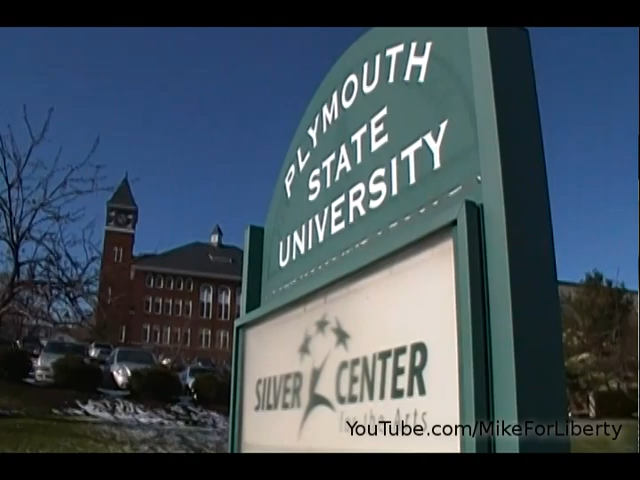 PLYMOUTH
STATE
UNIVERSITY
SILVER CENTER
for the Arts
YouTube.com/MikeForLiberty